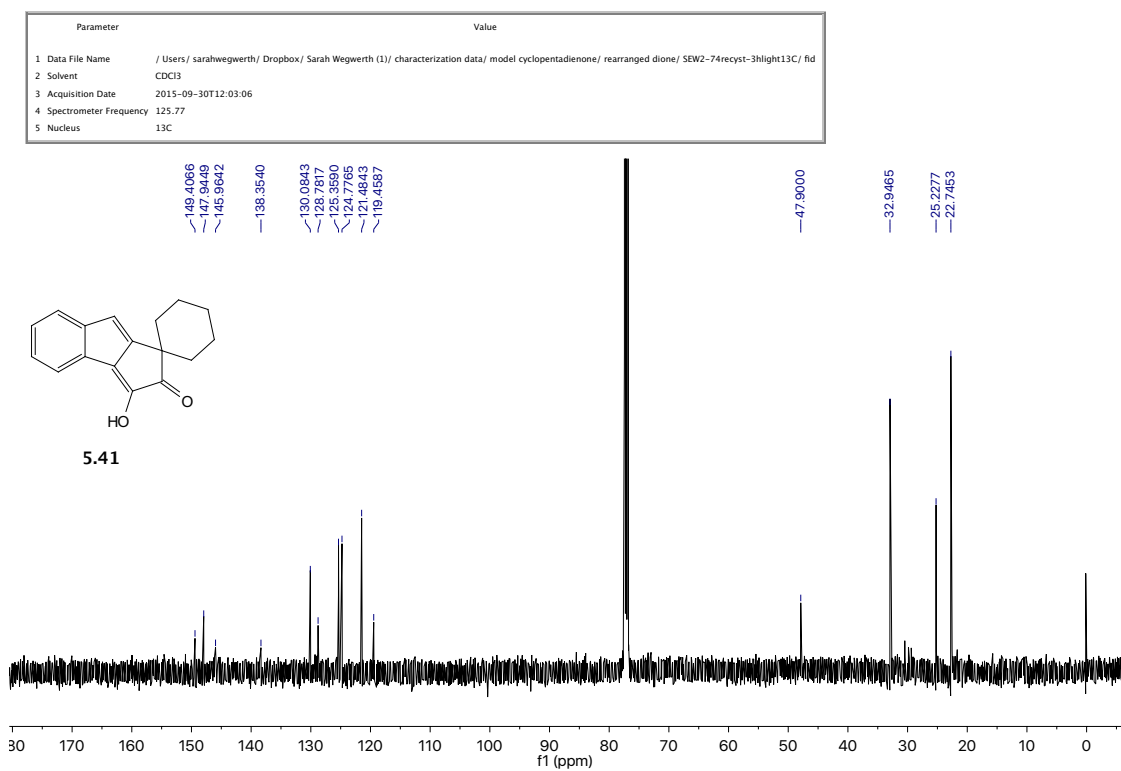 Parameter Value
1 Data File Name / Users/ sarahwegwerth/ Dropbox/ Sarah Wegwerth (1)/ characterization data/ model cyclopentadienone/ rearranged dione/ SEW2-74recyst-3hlight13C/ fid
2 Solvent CDCl3
3 Acquisition Date 2015-09-30T12:03:06
4 Spectrometer Frequency 125.77
5 Nucleus 13C
149.4066
147.9449
145.9642
138.3540
130.0843
128.7817
125.3590
124.7765
121.4843
119.4587
47.9000
32.9465
25.2277
22.7453
O
HO
5.41
80 170 160 150 140 130 120 110 100 90 80 70 60 50 40 30 20 10 0
f1 (ppm)